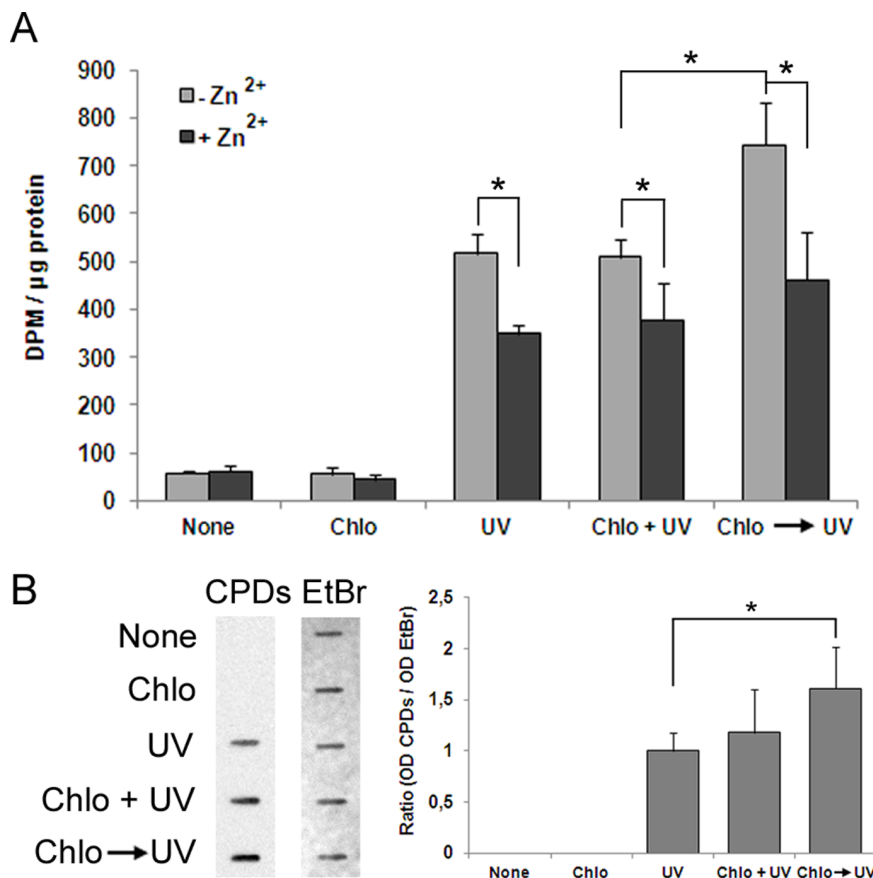 A
900
800
700
600
500
400
300
200
100
0
DPM / µg protein
- Zn 2+
+ Zn 2+
*
*
*
*
None Chlo UV Chlo + UV Chlo → UV
B
CPDs EtBr
None
Chlo
UV
Chlo + UV
Chlo→UV
2,5
2
1,5
1
0,5
0
Ratio (OD CPDs / OD EtBr)
*
None Chlo UV Chlo + UV Chlo→ UV